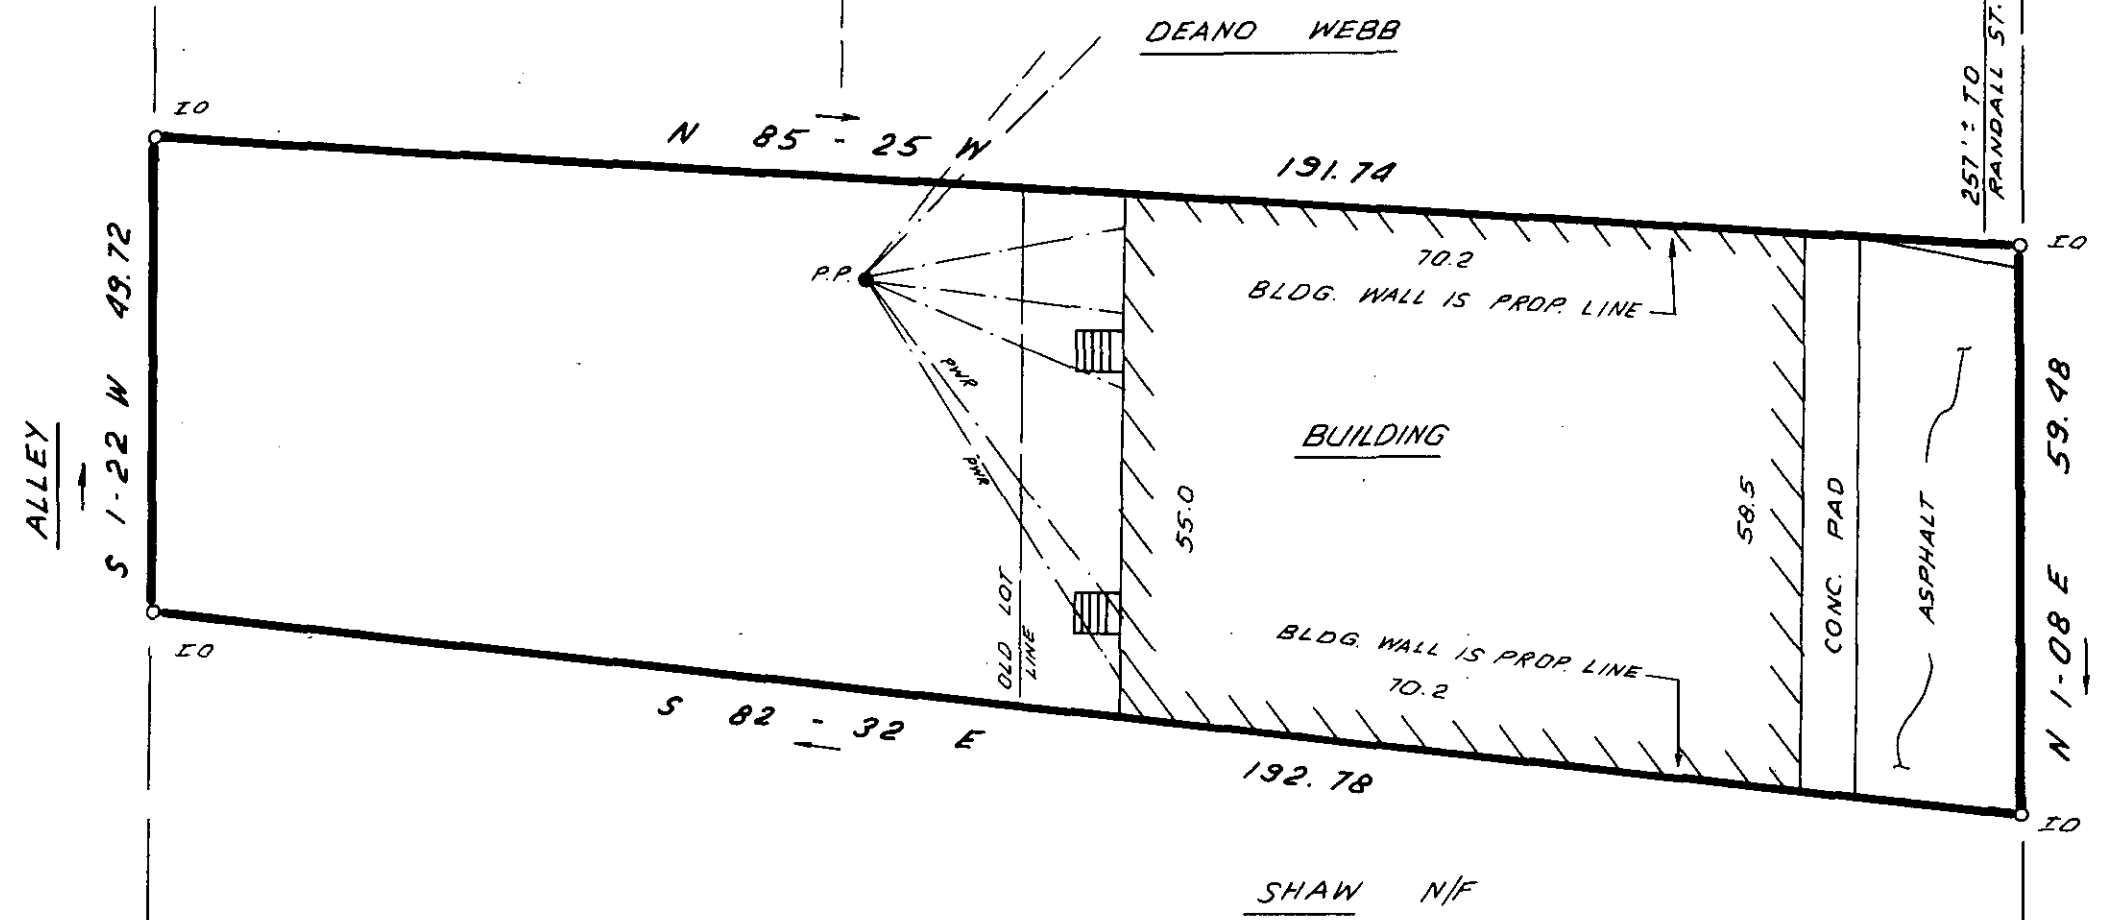 DEANO WEBB
257'± TO
RANDALL ST.
IO
N 85-25 W
191.74
IO
ALLEY
S 1-22 W 49.72
P.P.
70.2
BLDG. WALL IS PROP. LINE
PWR
PWR
BUILDING
55.0
58.5
CONC. PAD
ASPHALT
N 1-08 E 59.48
OLD LOT
LINE
BLDG. WALL IS PROP. LINE
70.2
IO
S 82-32 E
192.78
IO
SHAW N/F